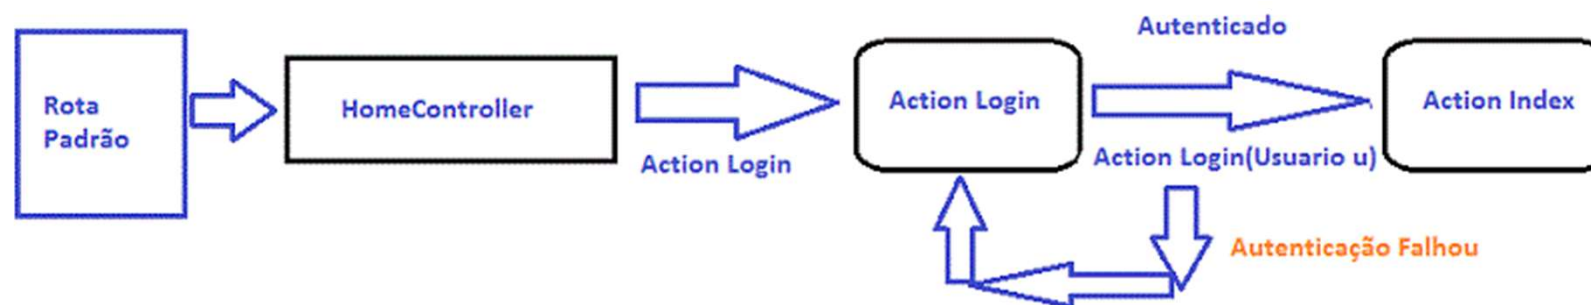 Autenticado
Rota
Padrão
HomeController
Action Login
Action Login
Action Index
Action Login(Usuario u)
Autenticação Falhou